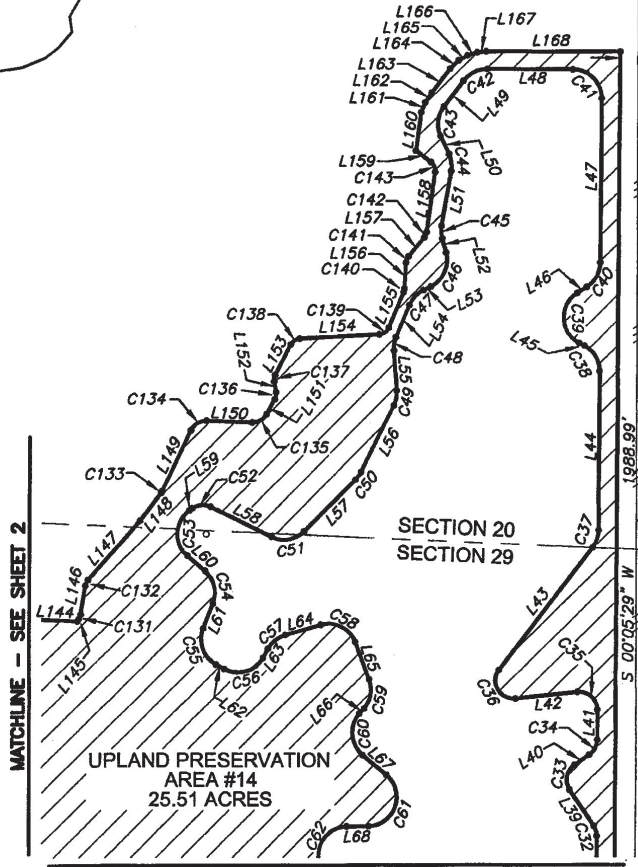 L166
L167
L165
L168
L164
L163
C42
L48
C41
L162
L49
L161
L160
C43
L50
L159
C44
C143
L158
L51
L47
C142
L157
C45
C141
L52
L156
C46
L46
C140
C40
L155
L53
C47
C39
L54
C139
C138
L154
L45
C48
C38
L153
L152
C137
L55
C136
L151
C49
C134
L150
L56
C135
L44
1988.99'
L149
C133
L59
C52
C50
L148
L58
L57
SECTION 20
C37
C53
C51
SECTION 29
L147
L60
L43
S 00°05'29" W
L146
C132
C54
L144
C131
L61
C57
L64
C58
L145
C55
L63
C35
C56
L65
C36
L42
L62
C59
L66
C34
L41
C60
L40
MATCHLINE - SEE SHEET 2
UPLAND PRESERVATION
AREA #14
25.51 ACRES
L67
C33
C61
L39
C62
L68
C32